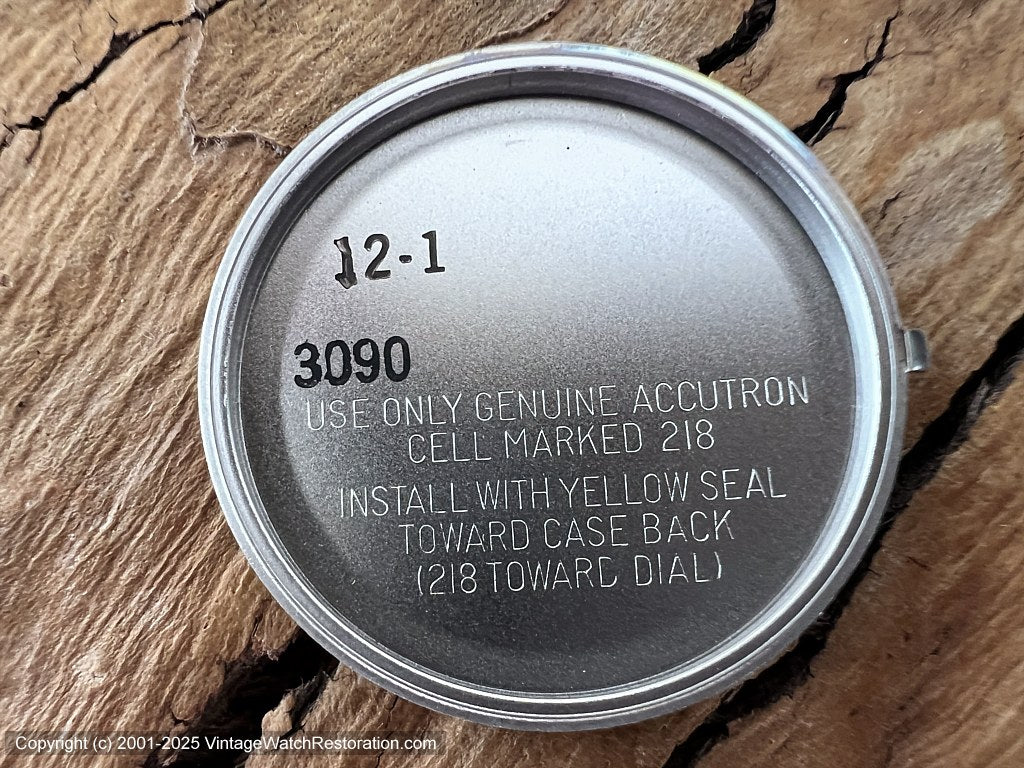 12-1
3090
USE ONLY GENUINE ACCUTRON
CELL MARKED 218
INSTALL WITH YELLOW SEAL
TOWARD CASE BACK
(218 TOWARD DIAL)
Copyright (c) 2001-2025 VintageWatchRestoration.com